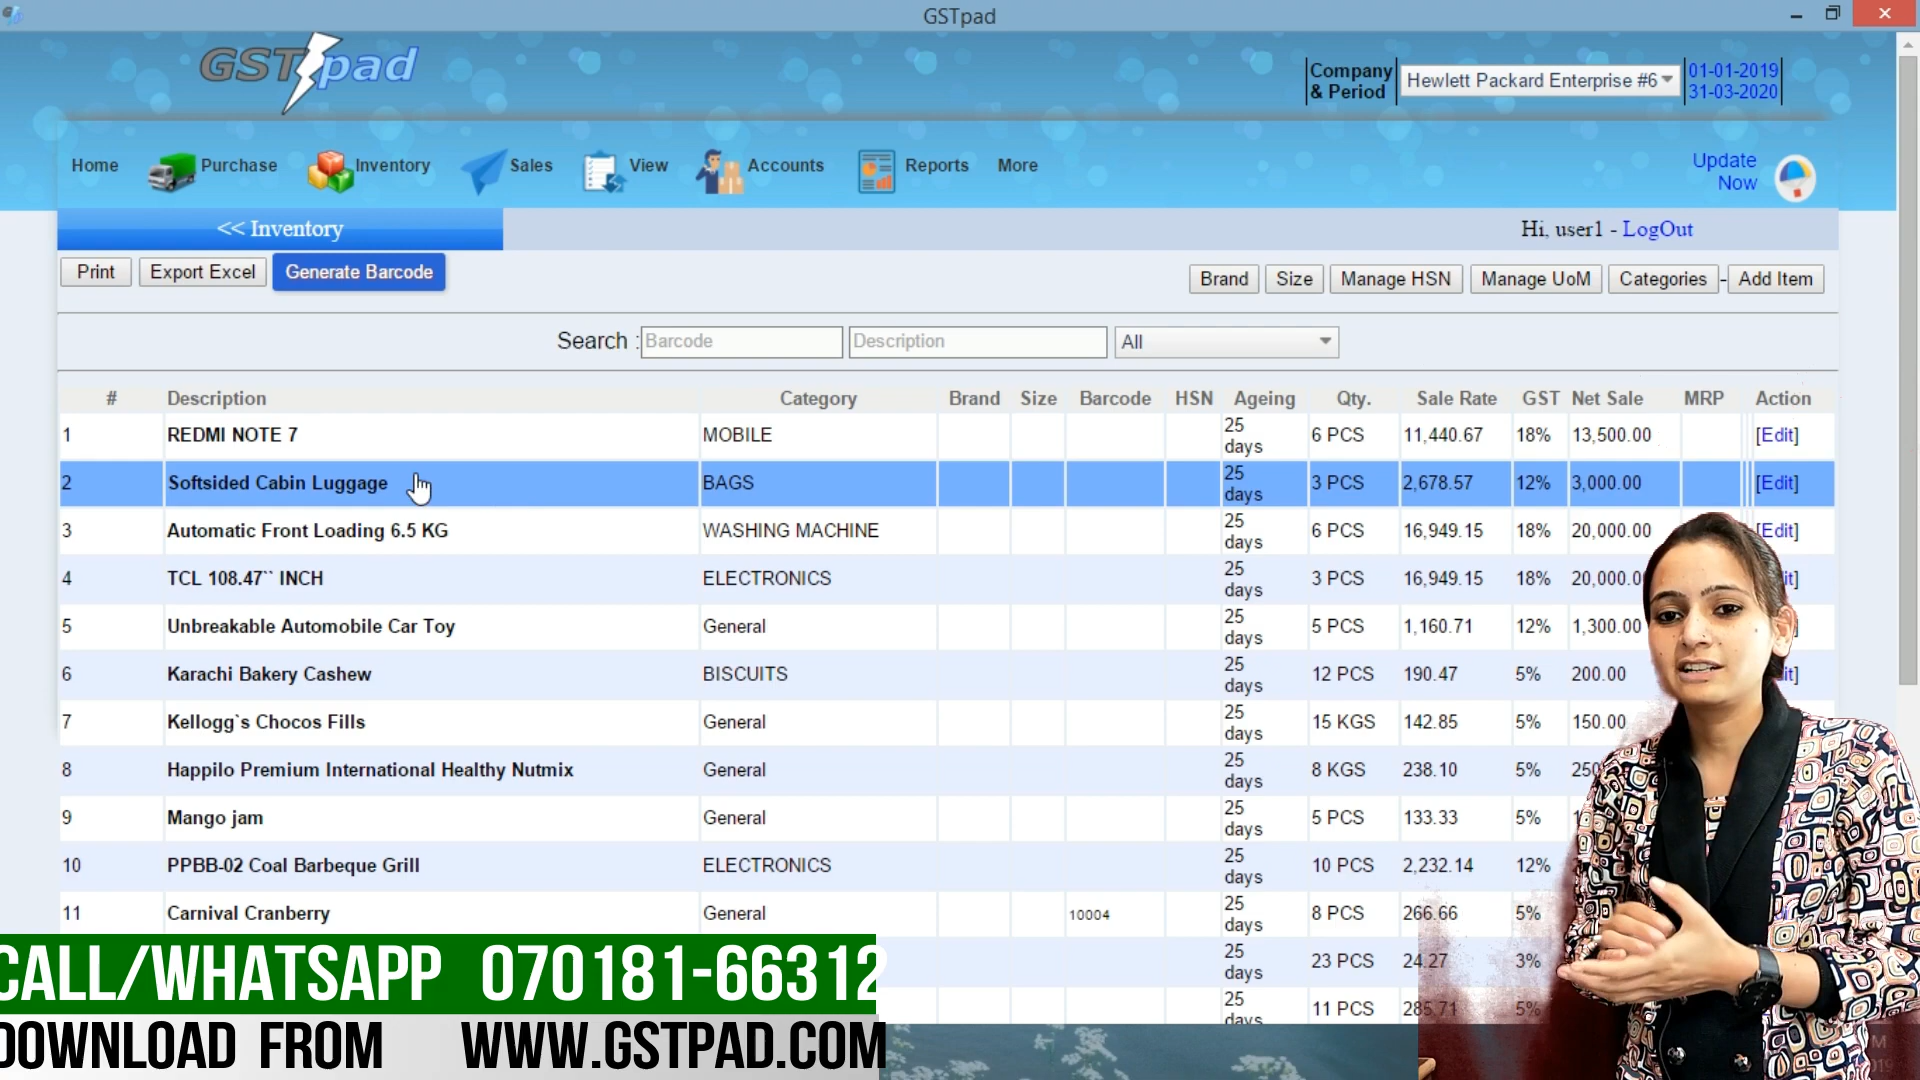 GSTpad
GSTpad
Company & Period
Hewlett Packard Enterprise #6
01-01-2019
31-03-2020
Home Purchase Inventory Sales View Accounts Reports More
Update Now
<< Inventory
Hi, user1 - LogOut
Print Export Excel Generate Barcode
Brand Size Manage HSN Manage UoM Categories - Add Item
Search : Barcode Description All
# Description Category Brand Size Barcode HSN Ageing Qty. Sale Rate GST Net Sale MRP Action
1 REDMI NOTE 7 MOBILE 25 days 6 PCS 11,440.67 18% 13,500.00 [Edit]
2 Softsided Cabin Luggage BAGS 25 days 3 PCS 2,678.57 12% 3,000.00 [Edit]
3 Automatic Front Loading 6.5 KG WASHING MACHINE 25 days 6 PCS 16,949.15 18% 20,000.00 [Edit]
4 TCL 108.47`` INCH ELECTRONICS 25 days 3 PCS 16,949.15 18% 20,000.0
5 Unbreakable Automobile Car Toy General 25 days 5 PCS 1,160.71 12% 1,300.00
6 Karachi Bakery Cashew BISCUITS 25 days 12 PCS 190.47 5% 200.00
7 Kellogg`s Chocos Fills General 25 days 15 KGS 142.85 5% 150.00
8 Happilo Premium International Healthy Nutmix General 25 days 8 KGS 238.10 5% 250
9 Mango jam General 25 days 5 PCS 133.33 5%
10 PPBB-02 Coal Barbeque Grill ELECTRONICS 25 days 10 PCS 2,232.14 12%
11 Carnival Cranberry General 10004 25 days 8 PCS 266.66 5%
25 days 23 PCS 24.27 3%
25 days 11 PCS 285.71 5%
CALL/WHATSAPP 070181-66312
DOWNLOAD FROM WWW.GSTPAD.COM